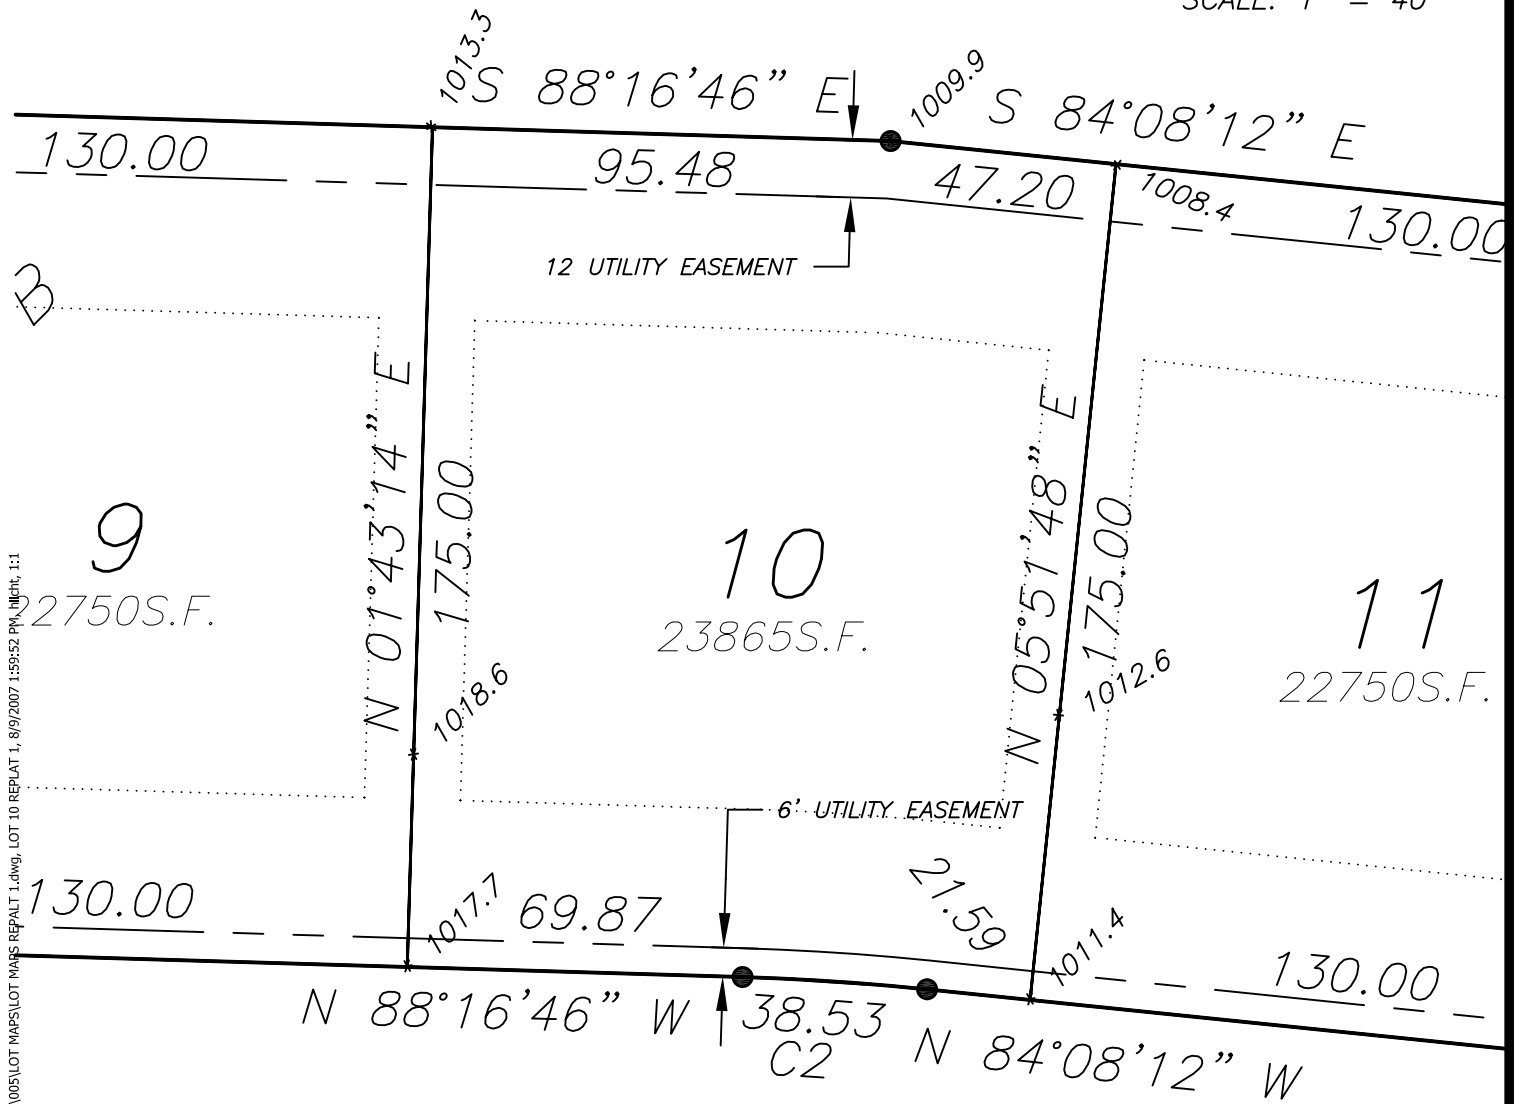 SCALE: 1" = 40'
1013.3
S 88°16'46" E
1009.9
S 84°08'12" E
130.00
95.48
47.20
1008.4
130.00
12 UTILITY EASEMENT
B
N 01°43'14" E
175.00
N 05°51'48" E
175.00
9
22750S.F.
10
23865S.F.
11
22750S.F.
1018.6
1012.6
6' UTILITY EASEMENT
130.00
1017.7
69.87
21.59
1011.4
130.00
N 88°16'46" W
38.53
C2
N 84°08'12" W
\005\LOT MAPS\LOT MAPS REPALT 1.dwg, LOT 10 REPLAT 1, 8/9/2007 1:59:52 PM, hlicht, 1:1